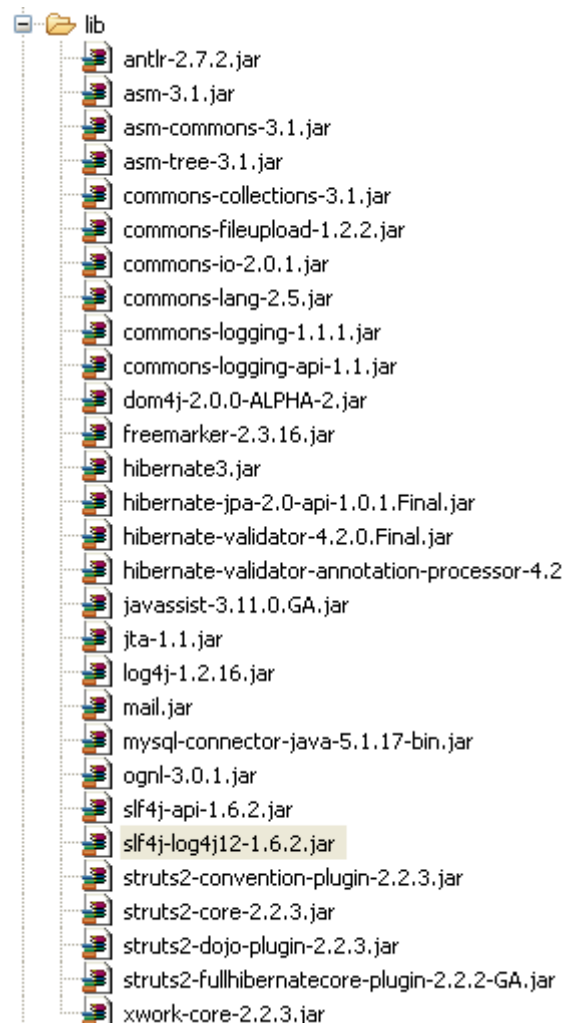 lib
antlr-2.7.2.jar
asm-3.1.jar
asm-commons-3.1.jar
asm-tree-3.1.jar
commons-collections-3.1.jar
commons-fileupload-1.2.2.jar
commons-io-2.0.1.jar
commons-lang-2.5.jar
commons-logging-1.1.1.jar
commons-logging-api-1.1.jar
dom4j-2.0.0-ALPHA-2.jar
freemarker-2.3.16.jar
hibernate3.jar
hibernate-jpa-2.0-api-1.0.1.Final.jar
hibernate-validator-4.2.0.Final.jar
hibernate-validator-annotation-processor-4.2
javassist-3.11.0.GA.jar
jta-1.1.jar
log4j-1.2.16.jar
mail.jar
mysql-connector-java-5.1.17-bin.jar
ognl-3.0.1.jar
slf4j-api-1.6.2.jar
slf4j-log4j12-1.6.2.jar
struts2-convention-plugin-2.2.3.jar
struts2-core-2.2.3.jar
struts2-dojo-plugin-2.2.3.jar
struts2-fullhibernatecore-plugin-2.2.2-GA.jar
xwork-core-2.2.3.jar